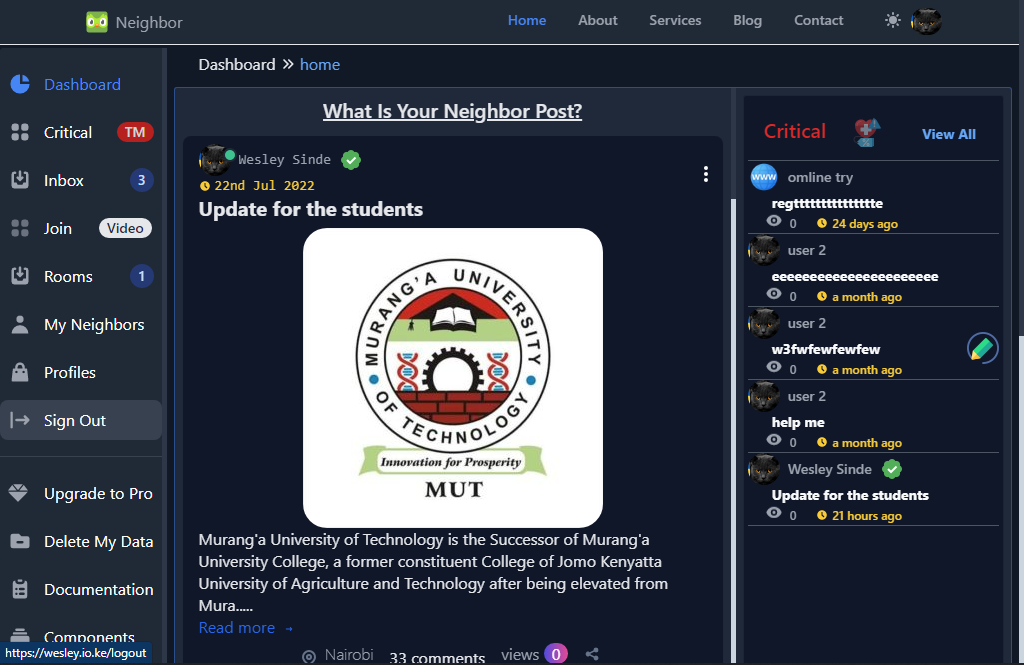 Neighbor
Home About Services Blog Contact
Dashboard
Critical TM
Inbox 3
Join Video
Rooms 1
My Neighbors
Profiles
Sign Out
Upgrade to Pro
Delete My Data
Documentation
Components
https://wesley.io.ke/logout
Dashboard » home
What Is Your Neighbor Post?
Wesley Sinde
22nd Jul 2022
Update for the students
MURANG'A UNIVERSITY
OF TECHNOLOGY
Innovation for Prosperity
MUT
Murang'a University of Technology is the Successor of Murang'a
University College, a former constituent College of Jomo Kenyatta
University of Agriculture and Technology after being elevated from
Mura.....
Read more →
Nairobi 33 comments views 0
Critical View All
www omline try
regttttttttttttttte
0 24 days ago
user 2
eeeeeeeeeeeeeeeeeeeee
0 a month ago
user 2
w3fwfewfewfew
0 a month ago
user 2
help me
0 a month ago
Wesley Sinde
Update for the students
0 21 hours ago